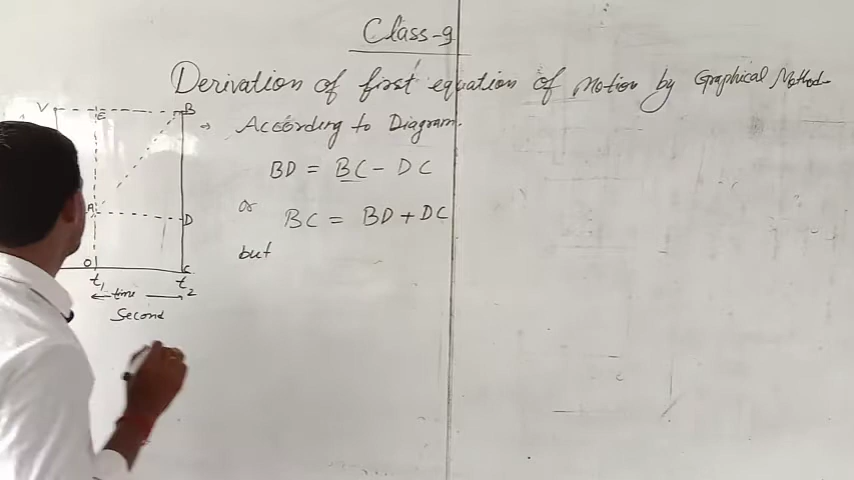 Class-9
Derivation of first equation of Motion by Graphical Method
V E B
→ According to Diagram.
BD = BC - DC
A D
or BC = BD + DC
but
O C
t₁ t₂
← time →
Second